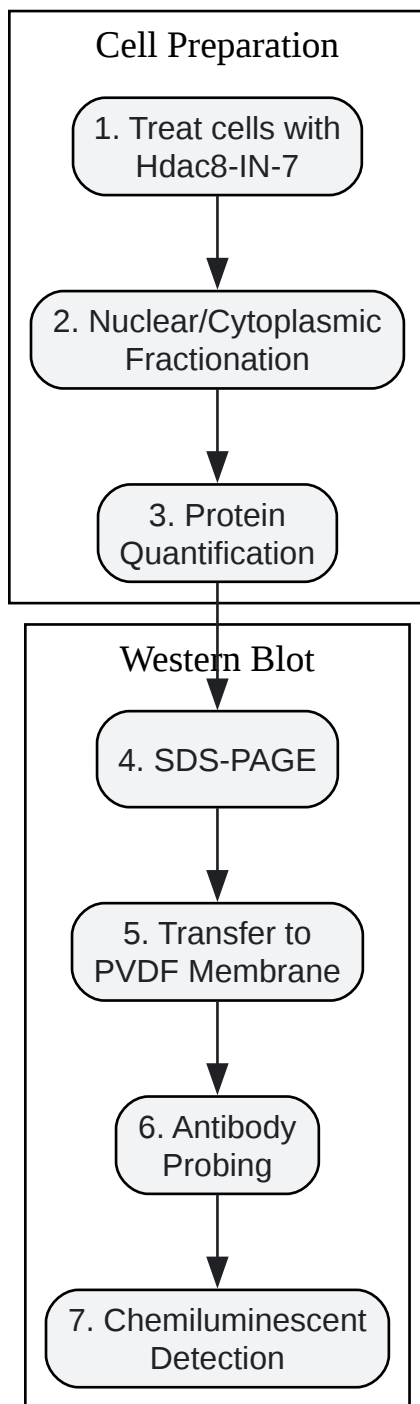 Cell Preparation
1. Treat cells with
Hdac8-IN-7
2. Nuclear/Cytoplasmic
Fractionation
3. Protein
Quantification
Western Blot
4. SDS-PAGE
5. Transfer to
PVDF Membrane
6. Antibody
Probing
7. Chemiluminescent
Detection